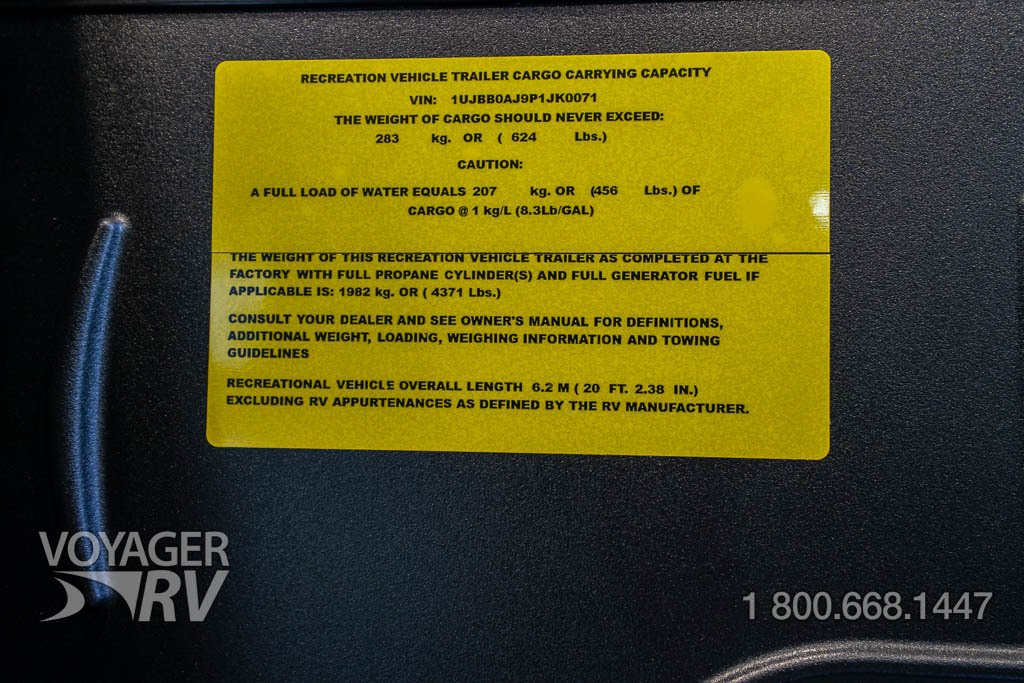 RECREATION VEHICLE TRAILER CARGO CARRYING CAPACITY
VIN: 1UJBB0AJ9P1JK0071
THE WEIGHT OF CARGO SHOULD NEVER EXCEED:
283 kg. OR ( 624 Lbs.)
CAUTION:
A FULL LOAD OF WATER EQUALS 207 kg. OR (456 Lbs.) OF
CARGO @ 1 kg/L (8.3Lb/GAL)
THE WEIGHT OF THIS RECREATION VEHICLE TRAILER AS COMPLETED AT THE
FACTORY WITH FULL PROPANE CYLINDER(S) AND FULL GENERATOR FUEL IF
APPLICABLE IS: 1982 kg. OR ( 4371 Lbs.)
CONSULT YOUR DEALER AND SEE OWNER'S MANUAL FOR DEFINITIONS,
ADDITIONAL WEIGHT, LOADING, WEIGHING INFORMATION AND TOWING
GUIDELINES
RECREATIONAL VEHICLE OVERALL LENGTH 6.2 M ( 20 FT. 2.38 IN.)
EXCLUDING RV APPURTENANCES AS DEFINED BY THE RV MANUFACTURER.
VOYAGER
RV
1 800.668.1447